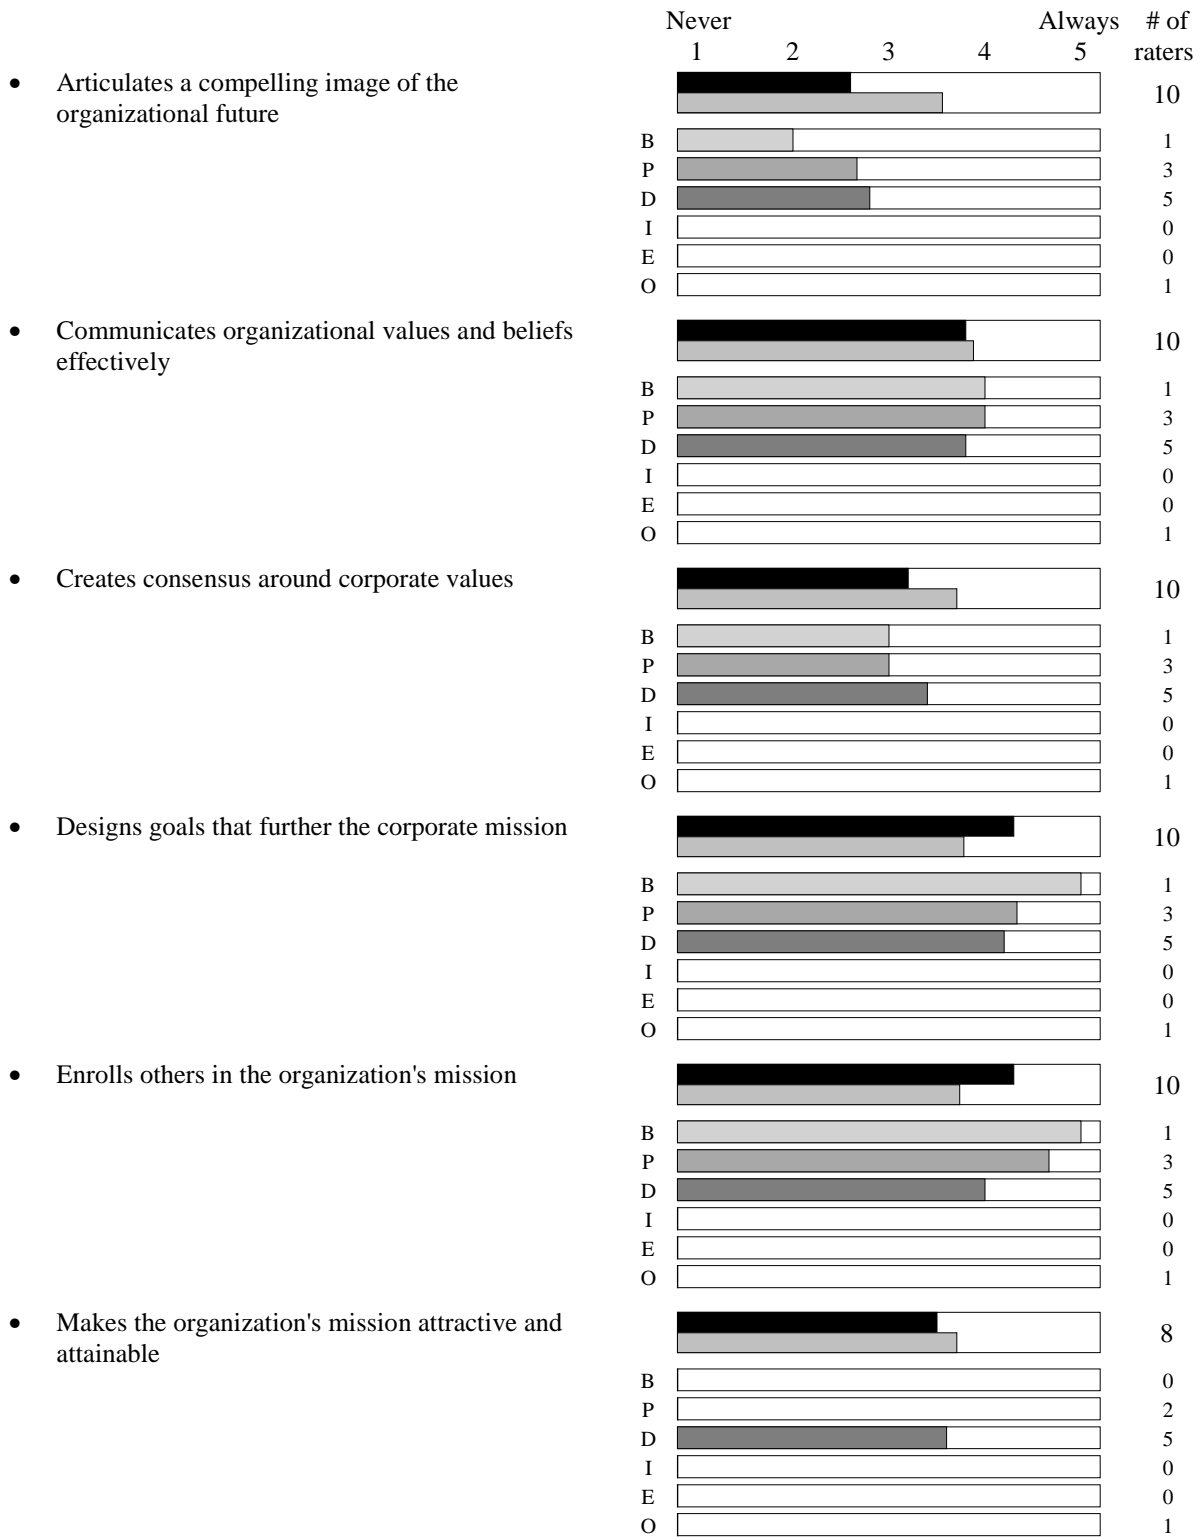 Never Always # of
1 2 3 4 5 raters
• Articulates a compelling image of the
organizational future
10
B 1
P 3
D 5
I 0
E 0
O 1
• Communicates organizational values and beliefs
effectively
10
B 1
P 3
D 5
I 0
E 0
O 1
• Creates consensus around corporate values
10
B 1
P 3
D 5
I 0
E 0
O 1
• Designs goals that further the corporate mission
10
B 1
P 3
D 5
I 0
E 0
O 1
• Enrolls others in the organization's mission
10
B 1
P 3
D 5
I 0
E 0
O 1
• Makes the organization's mission attractive and
attainable
8
B 0
P 2
D 5
I 0
E 0
O 1